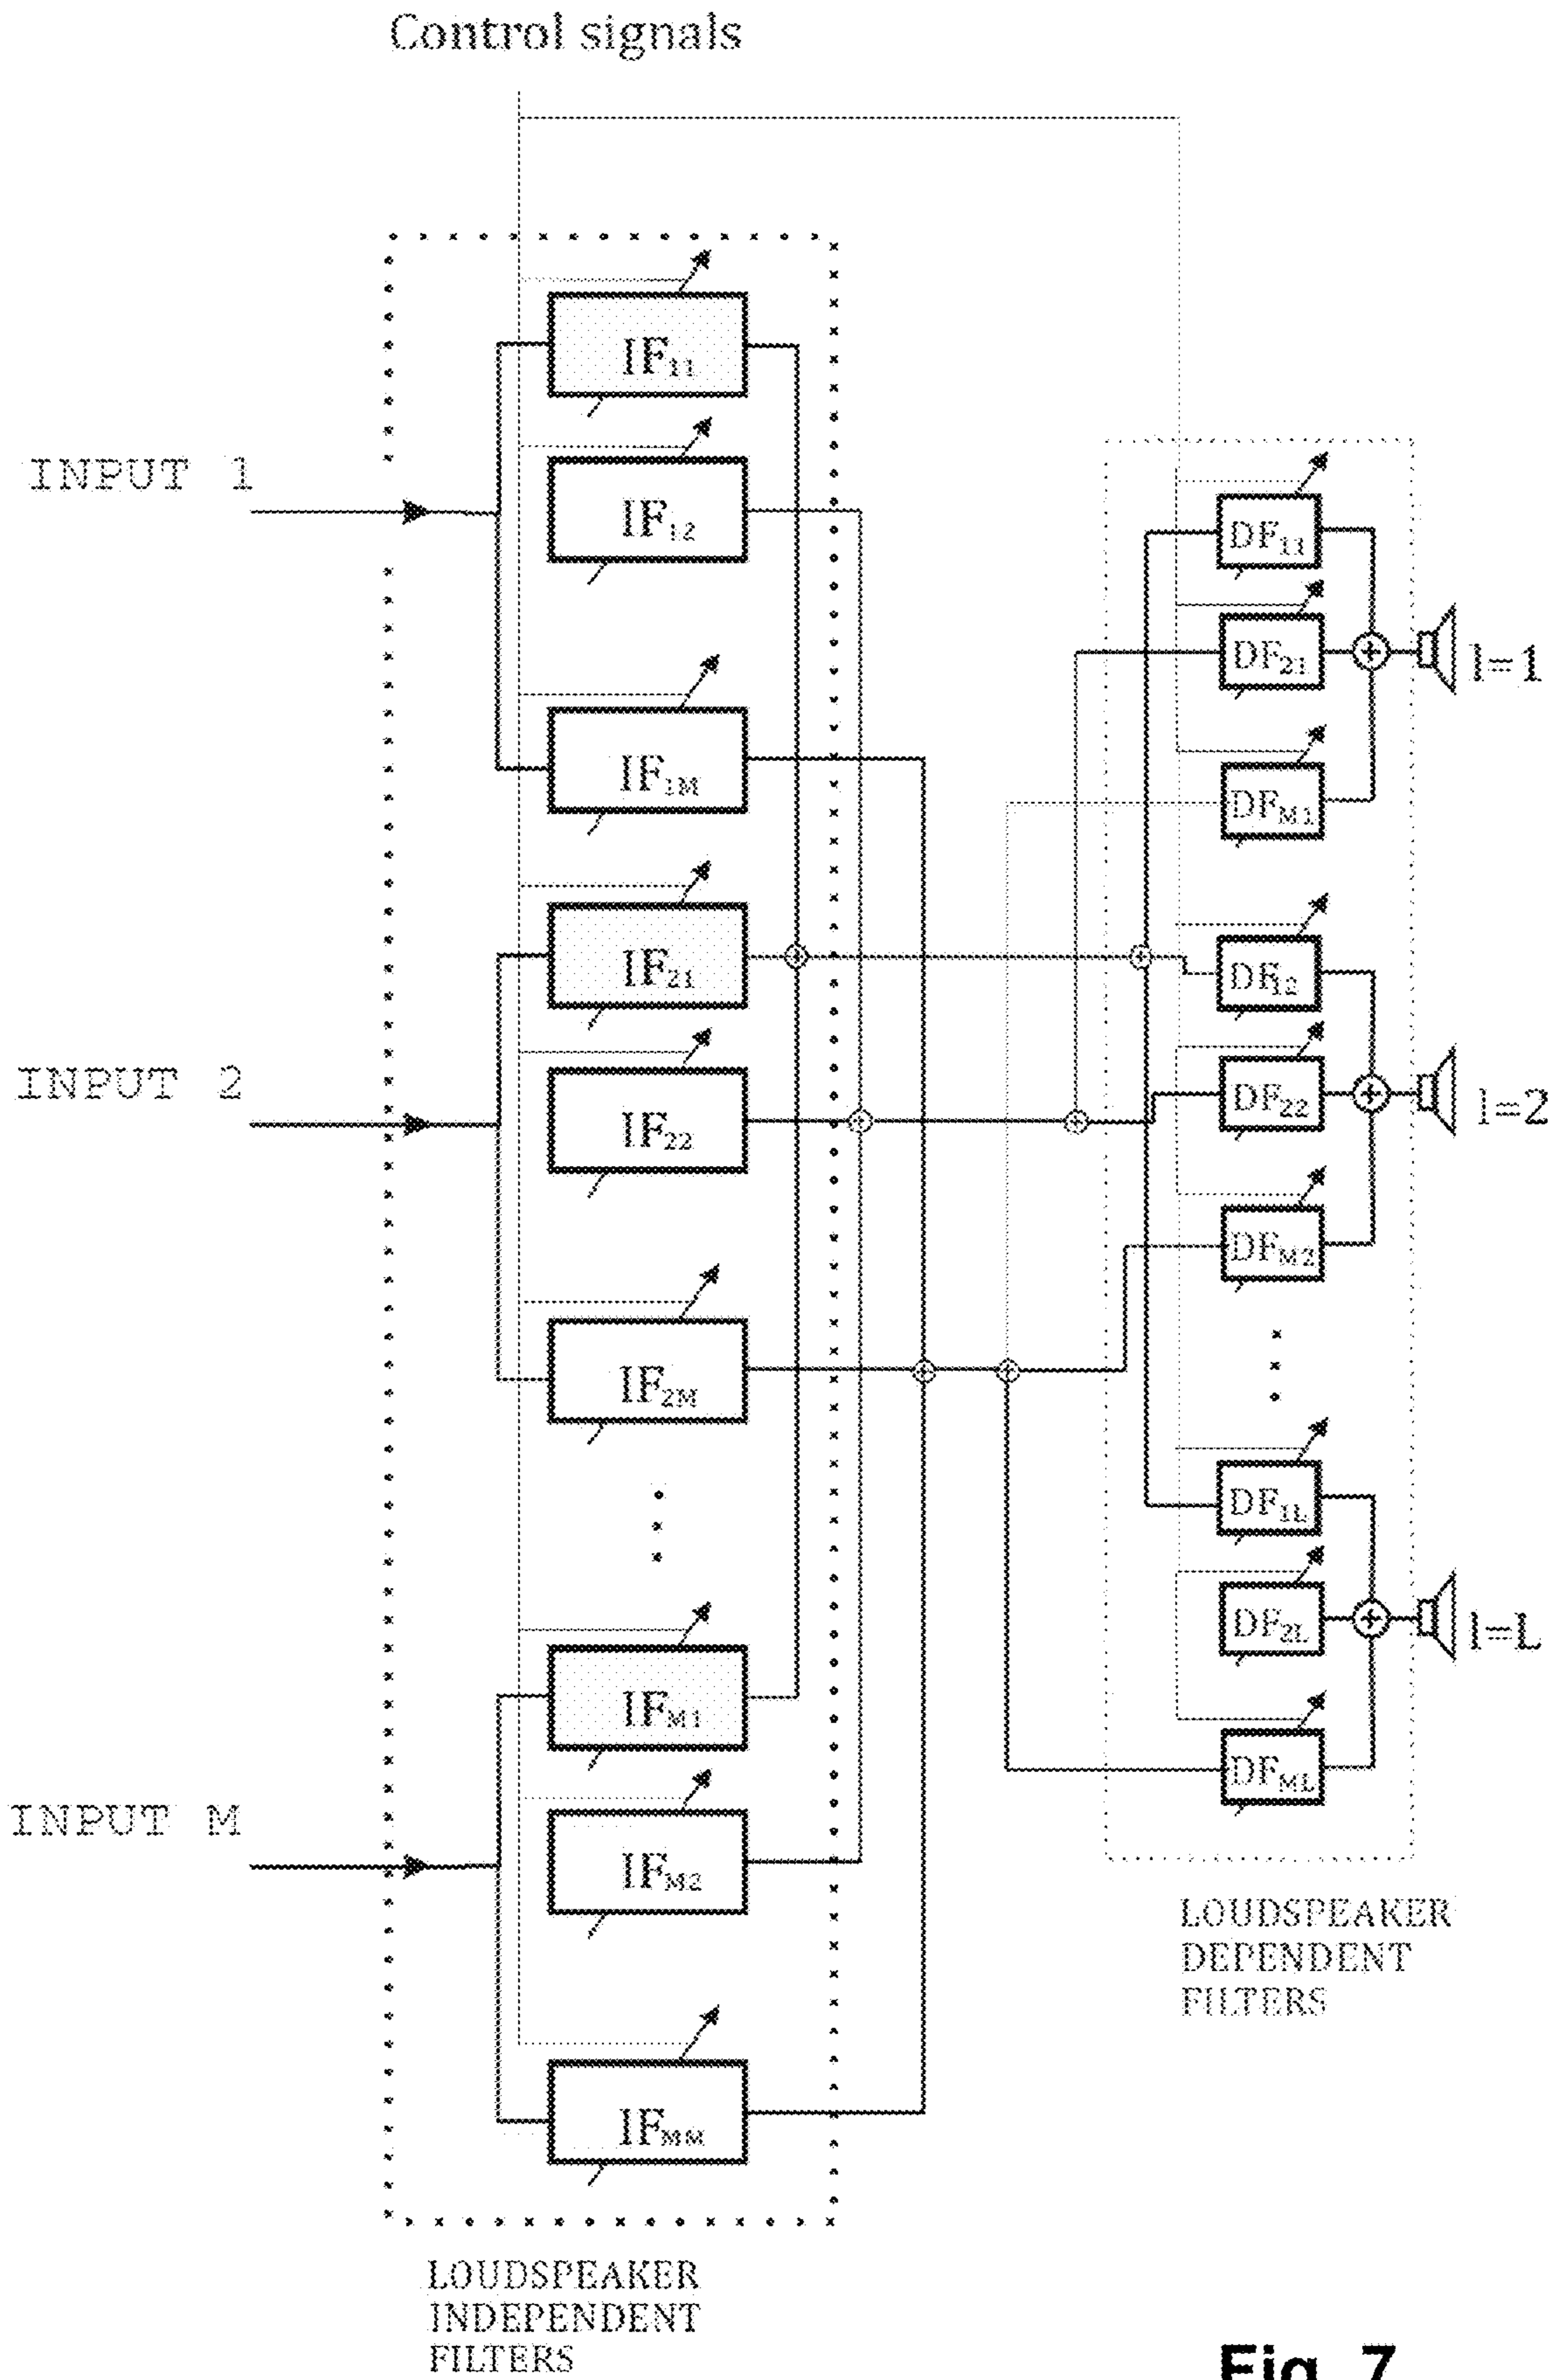 Control signals
INPUT 1
INPUT 2
INPUT M
IF11
IF12
IF1M
IF21
IF22
IF2M
IFM1
IFM2
IFMM
LOUDSPEAKER
INDEPENDENT
FILTERS
DF11
DF21
DFM1
l=1
DF12
DF22
DFM2
l=2
DF1L
DF2L
DFML
l=L
LOUDSPEAKER
DEPENDENT
FILTERS
Fig. 7